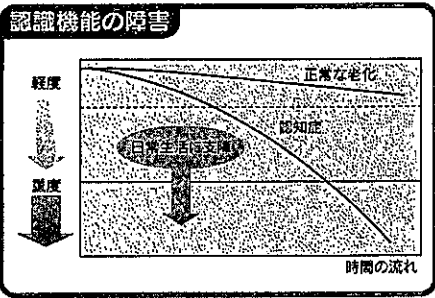 認識機能の障害
正常な老化
軽度
認知症
日常生活に支障
重度
時間の流れ